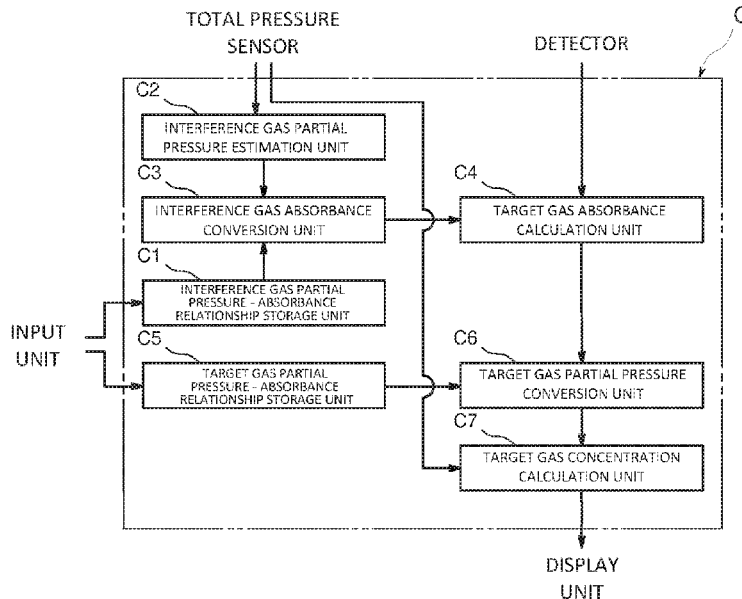 TOTAL PRESSURE
SENSOR
DETECTOR
C
C2
INTERFERENCE GAS PARTIAL
PRESSURE ESTIMATION UNIT
C3
INTERFERENCE GAS ABSORBANCE
CONVERSION UNIT
C4
TARGET GAS ABSORBANCE
CALCULATION UNIT
C1
INTERFERENCE GAS PARTIAL
PRESSURE - ABSORBANCE
RELATIONSHIP STORAGE UNIT
INPUT
UNIT
C5
TARGET GAS PARTIAL
PRESSURE - ABSORBANCE
RELATIONSHIP STORAGE UNIT
C6
TARGET GAS PARTIAL PRESSURE
CONVERSION UNIT
C7
TARGET GAS CONCENTRATION
CALCULATION UNIT
DISPLAY
UNIT